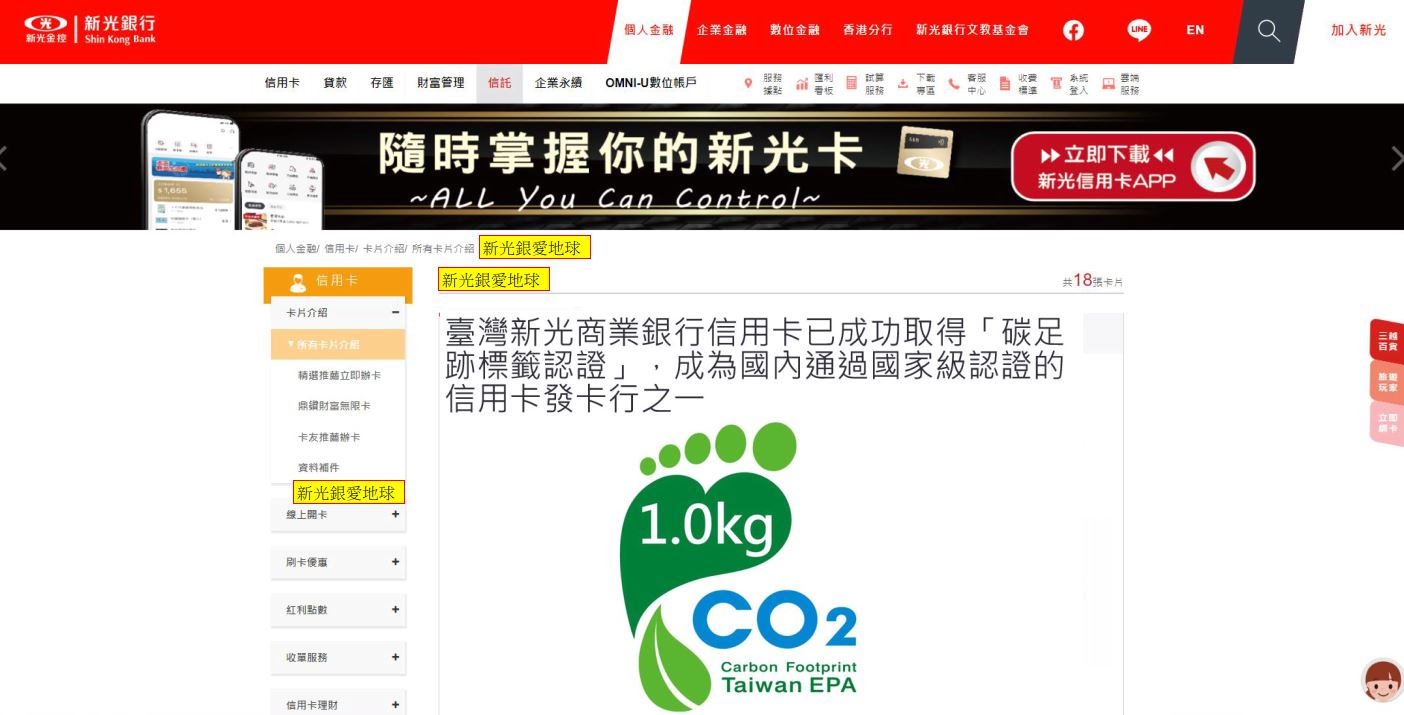 新光金控
新光銀行
Shin Kong Bank
個人金融
企業金融
數位金融
香港分行
新光銀行文教基金會
LINE
EN
加入新光
信用卡
貸款
存匯
財富管理
信託
企業永續
OMNI-U數位帳戶
服務
據點
匯利
看板
試算
服務
下載
專區
客服
中心
收費
標準
系統
登入
雲端
服務
隨時掌握你的新光卡
~ALL You Can Control~
立即下載
新光信用卡APP
個人金融/ 信用卡/ 卡片介紹/ 所有卡片介紹 新光銀愛地球
信用卡
卡片介紹
所有卡片介紹
精選推薦立即辦卡
鼎鑽財富無限卡
卡友推薦辦卡
資料補件
新光銀愛地球
線上開卡
刷卡優惠
紅利點數
收單服務
信用卡理財
新光銀愛地球
共18張卡片
臺灣新光商業銀行信用卡已成功取得「碳足
跡標籤認證」，成為國內通過國家級認證的
信用卡發卡行之一
1.0kg
CO2
Carbon Footprint
Taiwan EPA
三越
百貨
旅遊
玩家
立即
辦卡